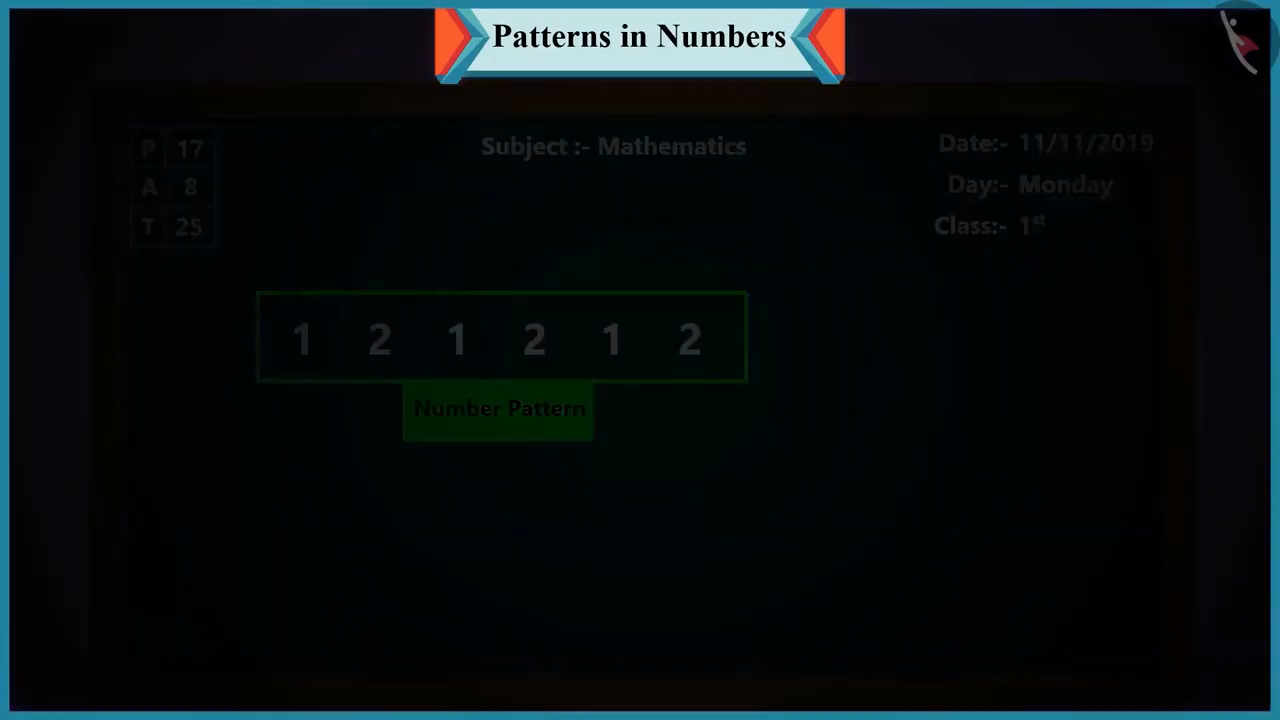 Patterns in Numbers
P 17
A 8
T 25
Subject :- Mathematics
Date:- 11/11/2019
Day:- Monday
Class:- 1st
1 2 1 2 1 2
Number Pattern